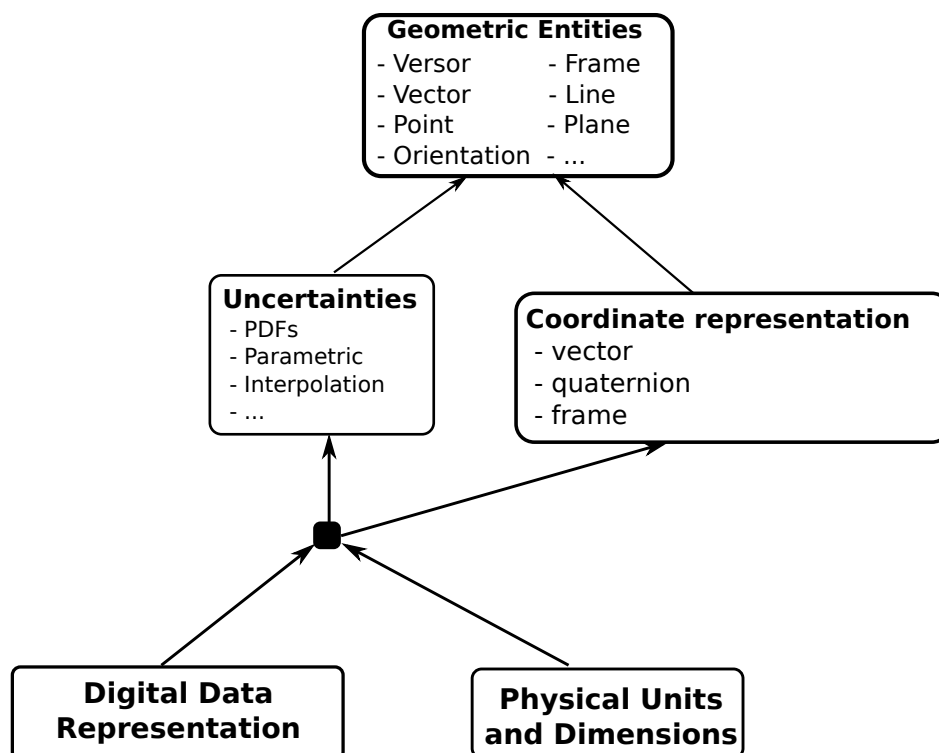 Geometric Entities
- Versor - Frame
- Vector - Line
- Point - Plane
- Orientation - ...
Uncertainties
- PDFs
- Parametric
- Interpolation
- ...
Coordinate representation
- vector
- quaternion
- frame
Digital Data
Representation
Physical Units
and Dimensions